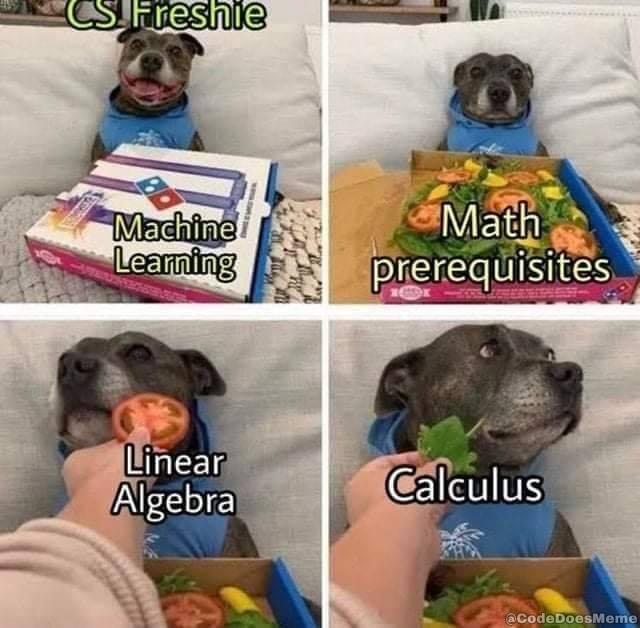 CS Freshie
Machine
Learning
Math
prerequisites
Linear
Algebra
Calculus
@CodeDoesMeme